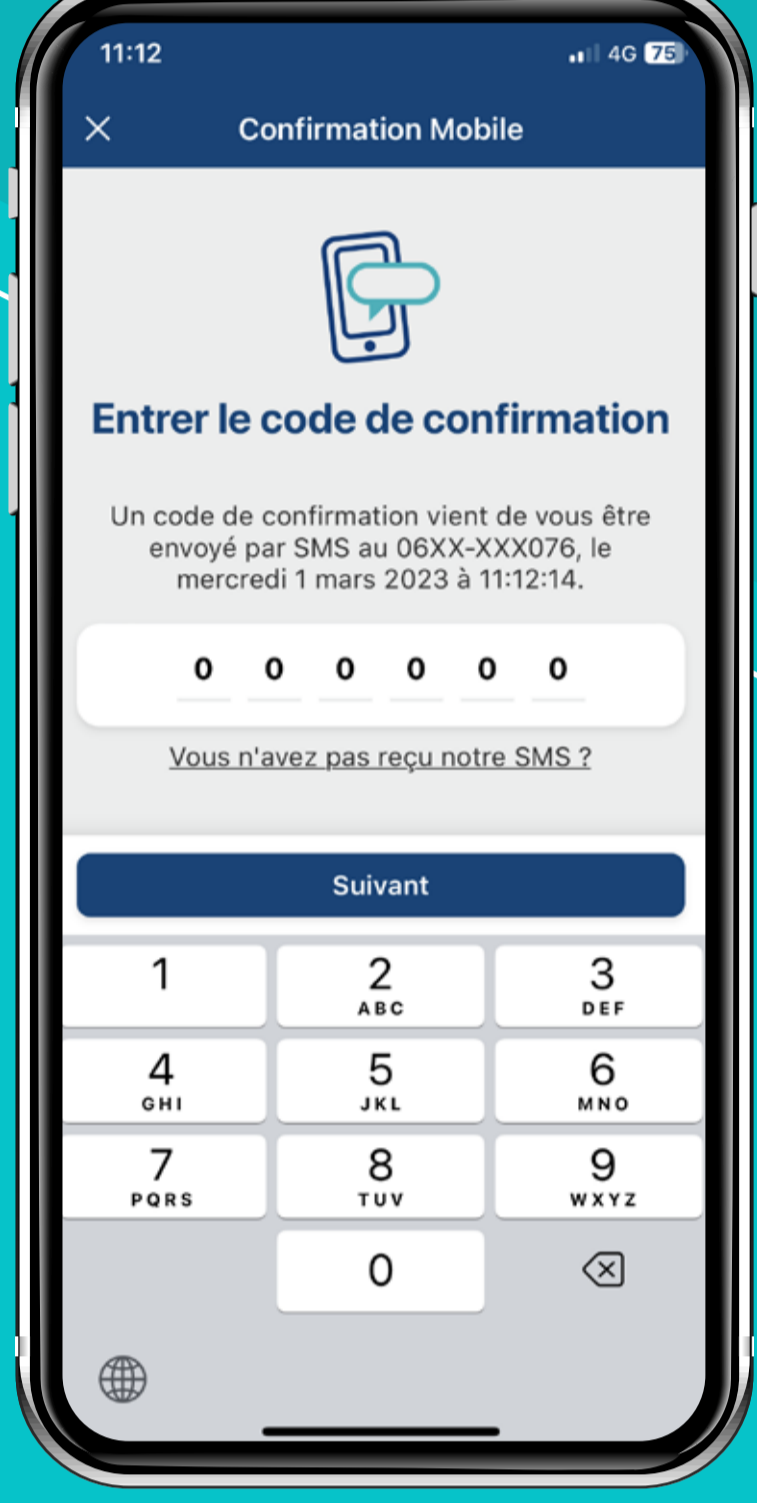 11:12
4G 75
Confirmation Mobile
Entrer le code de confirmation
Un code de confirmation vient de vous être
envoyé par SMS au 06XX-XXX076, le
mercredi 1 mars 2023 à 11:12:14.
0 0 0 0 0 0
Vous n'avez pas reçu notre SMS ?
Suivant
1 2 3
ABC DEF
4 5 6
GHI JKL MNO
7 8 9
PQRS TUV WXYZ
0